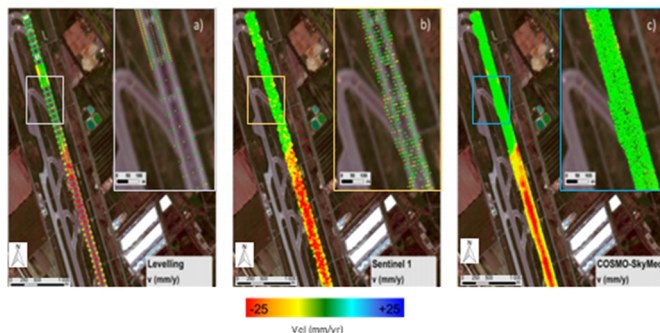 a)
b)
c)
Levelling
v (mm/y)
Sentinel 1
v (mm/y)
COSMO-SkyMed
v (mm/y)
-25
+25
Vel (mm/yr)